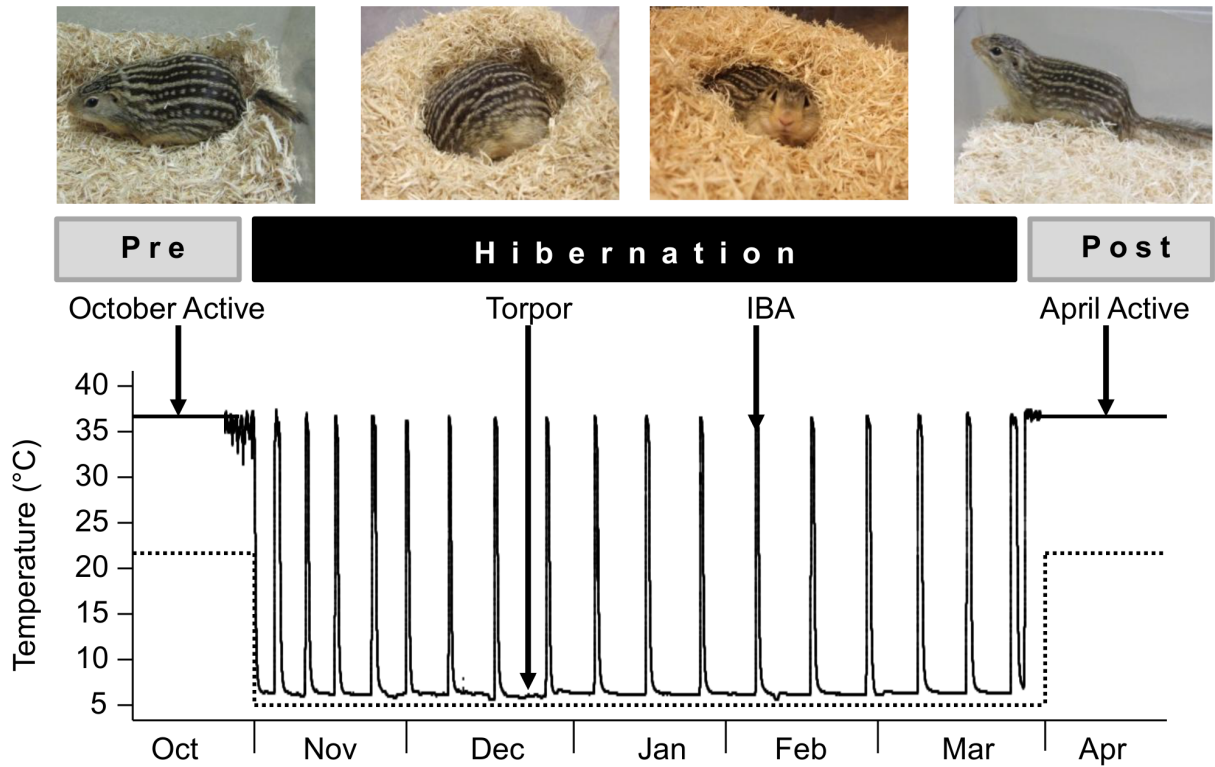 Pre
Hibernation
Post
October Active
Torpor
IBA
April Active
Temperature (°C)
40
35
30
25
20
15
10
5
Oct
Nov
Dec
Jan
Feb
Mar
Apr